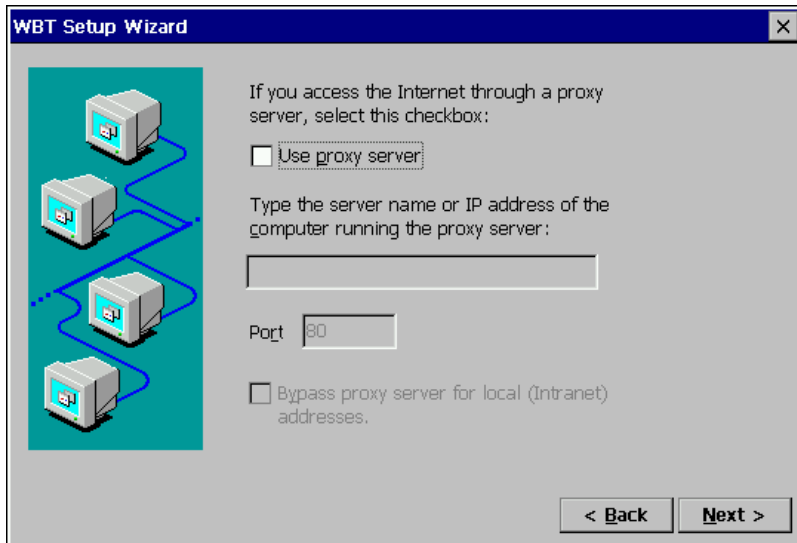 WBT Setup Wizard
If you access the Internet through a proxy
server, select this checkbox:
Use proxy server
Type the server name or IP address of the
computer running the proxy server:
Port 80
Bypass proxy server for local (Intranet)
addresses.
< Back Next >